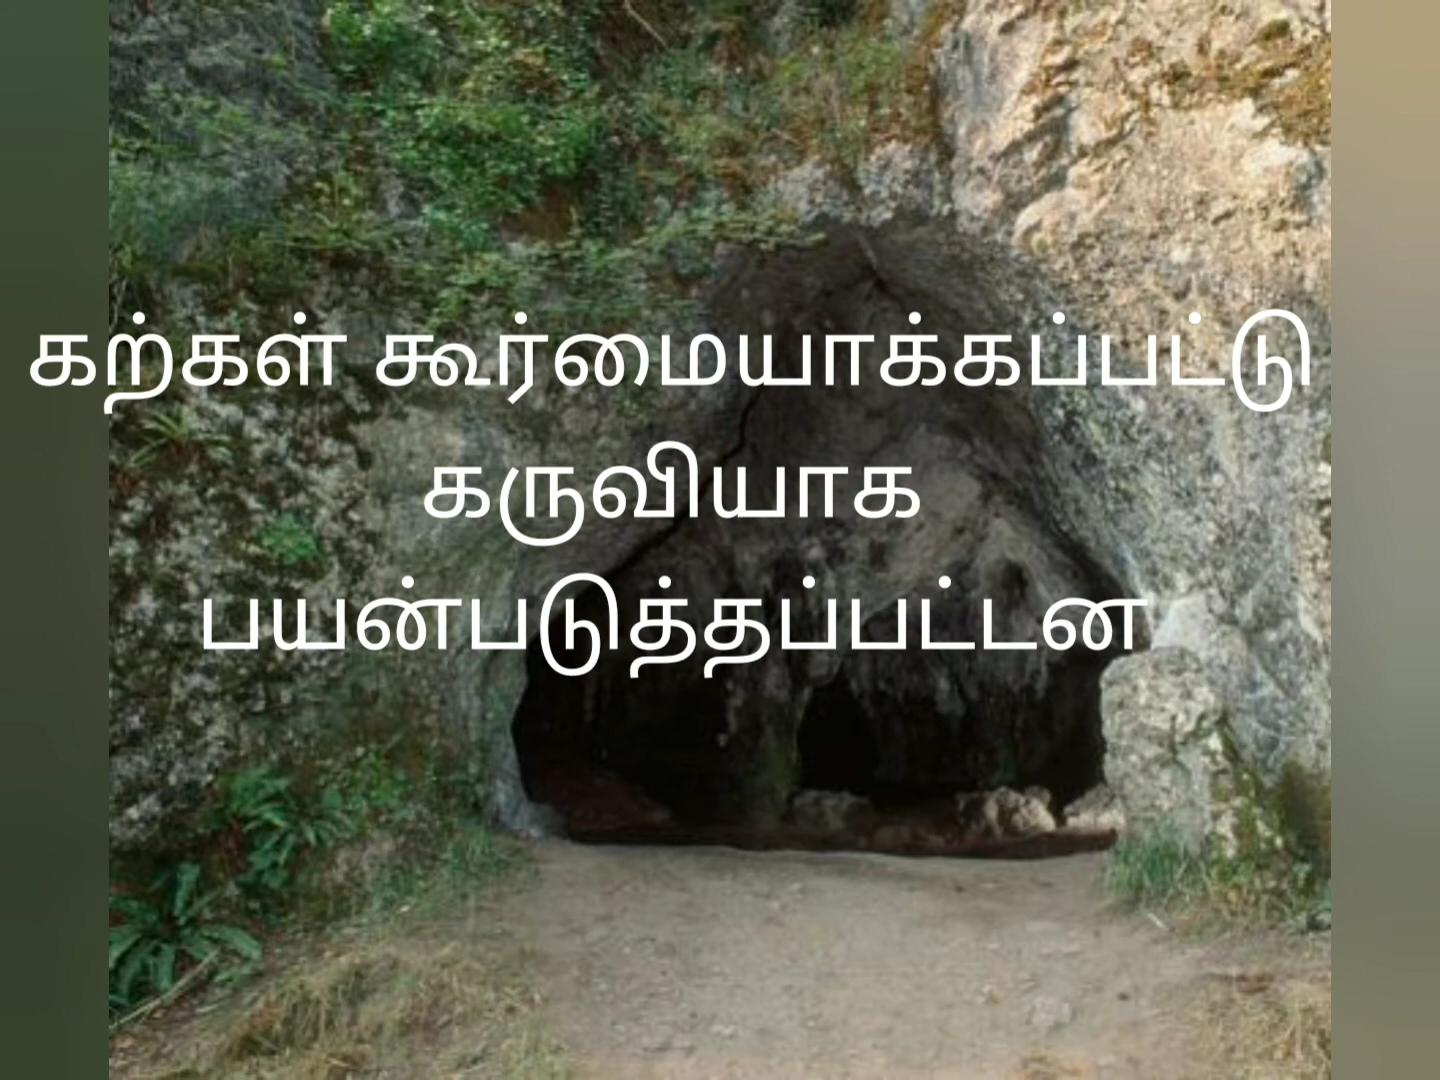 கற்கள் கூர்மையாக்கப்பட்டு
கருவியாக
பயன்படுத்தப்பட்டன